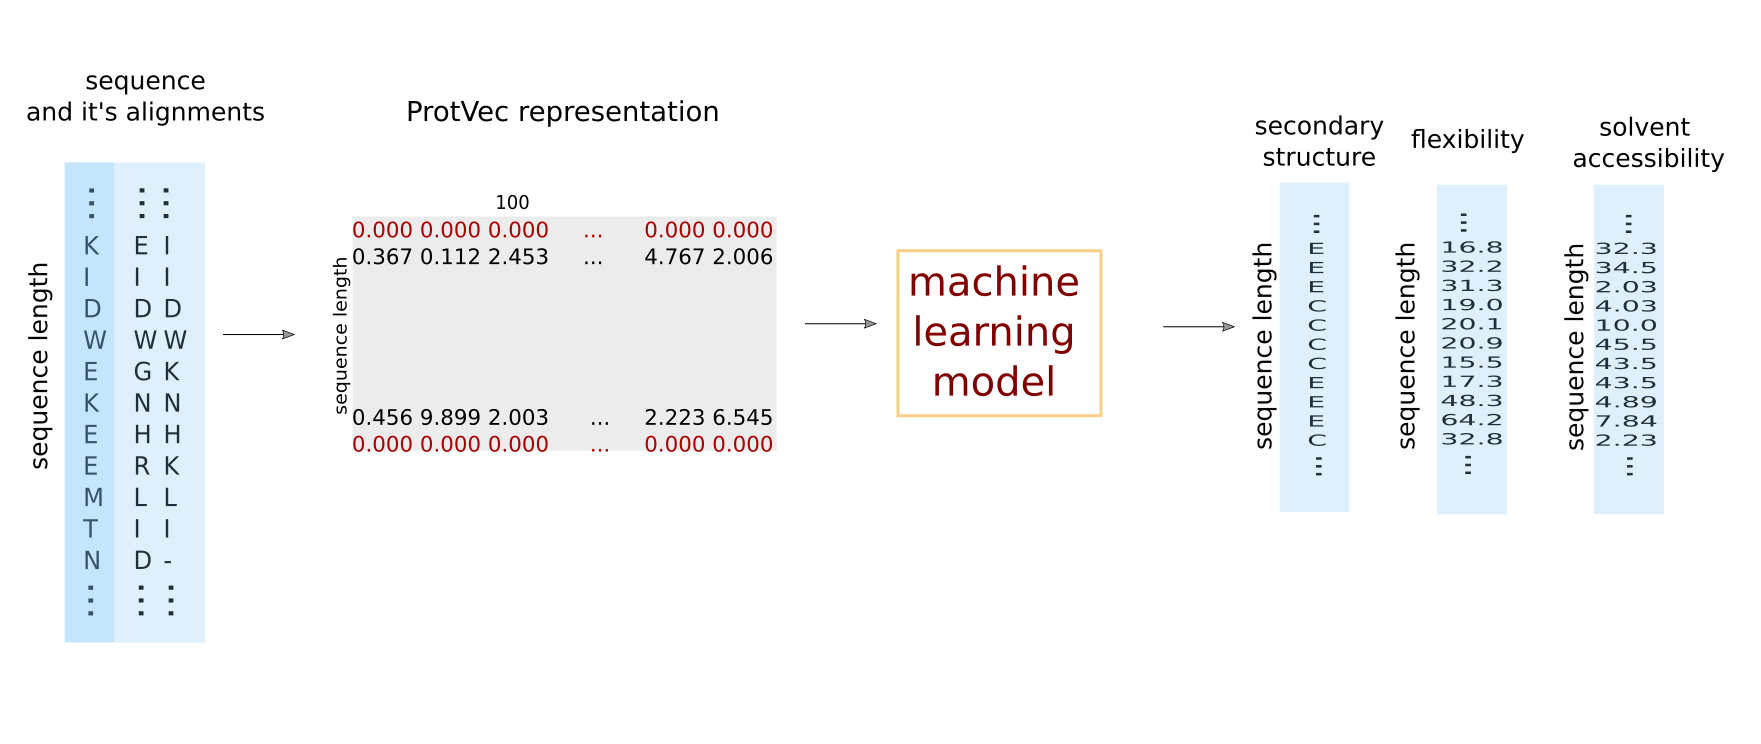 sequence
and it's alignments
sequence length
⋮ ⋮ ⋮
K E I
I I I
D D D
W W W
E G K
K N N
E H H
E R K
M L L
T I I
N D -
⋮ ⋮ ⋮
ProtVec representation
100
sequence length
0.000 0.000 0.000 ... 0.000 0.000
0.367 0.112 2.453 ... 4.767 2.006
0.456 9.899 2.003 ... 2.223 6.545
0.000 0.000 0.000 ... 0.000 0.000
machine
learning
model
secondary
structure
sequence length
⋮
E
E
E
C
C
C
C
E
E
E
C
⋮
flexibility
sequence length
⋮
16.8
32.2
31.3
19.0
20.1
20.9
15.5
17.3
48.3
64.2
32.8
⋮
solvent
accessibility
sequence length
⋮
32.3
34.5
2.03
4.03
10.0
45.5
43.5
43.5
4.89
7.84
2.23
⋮